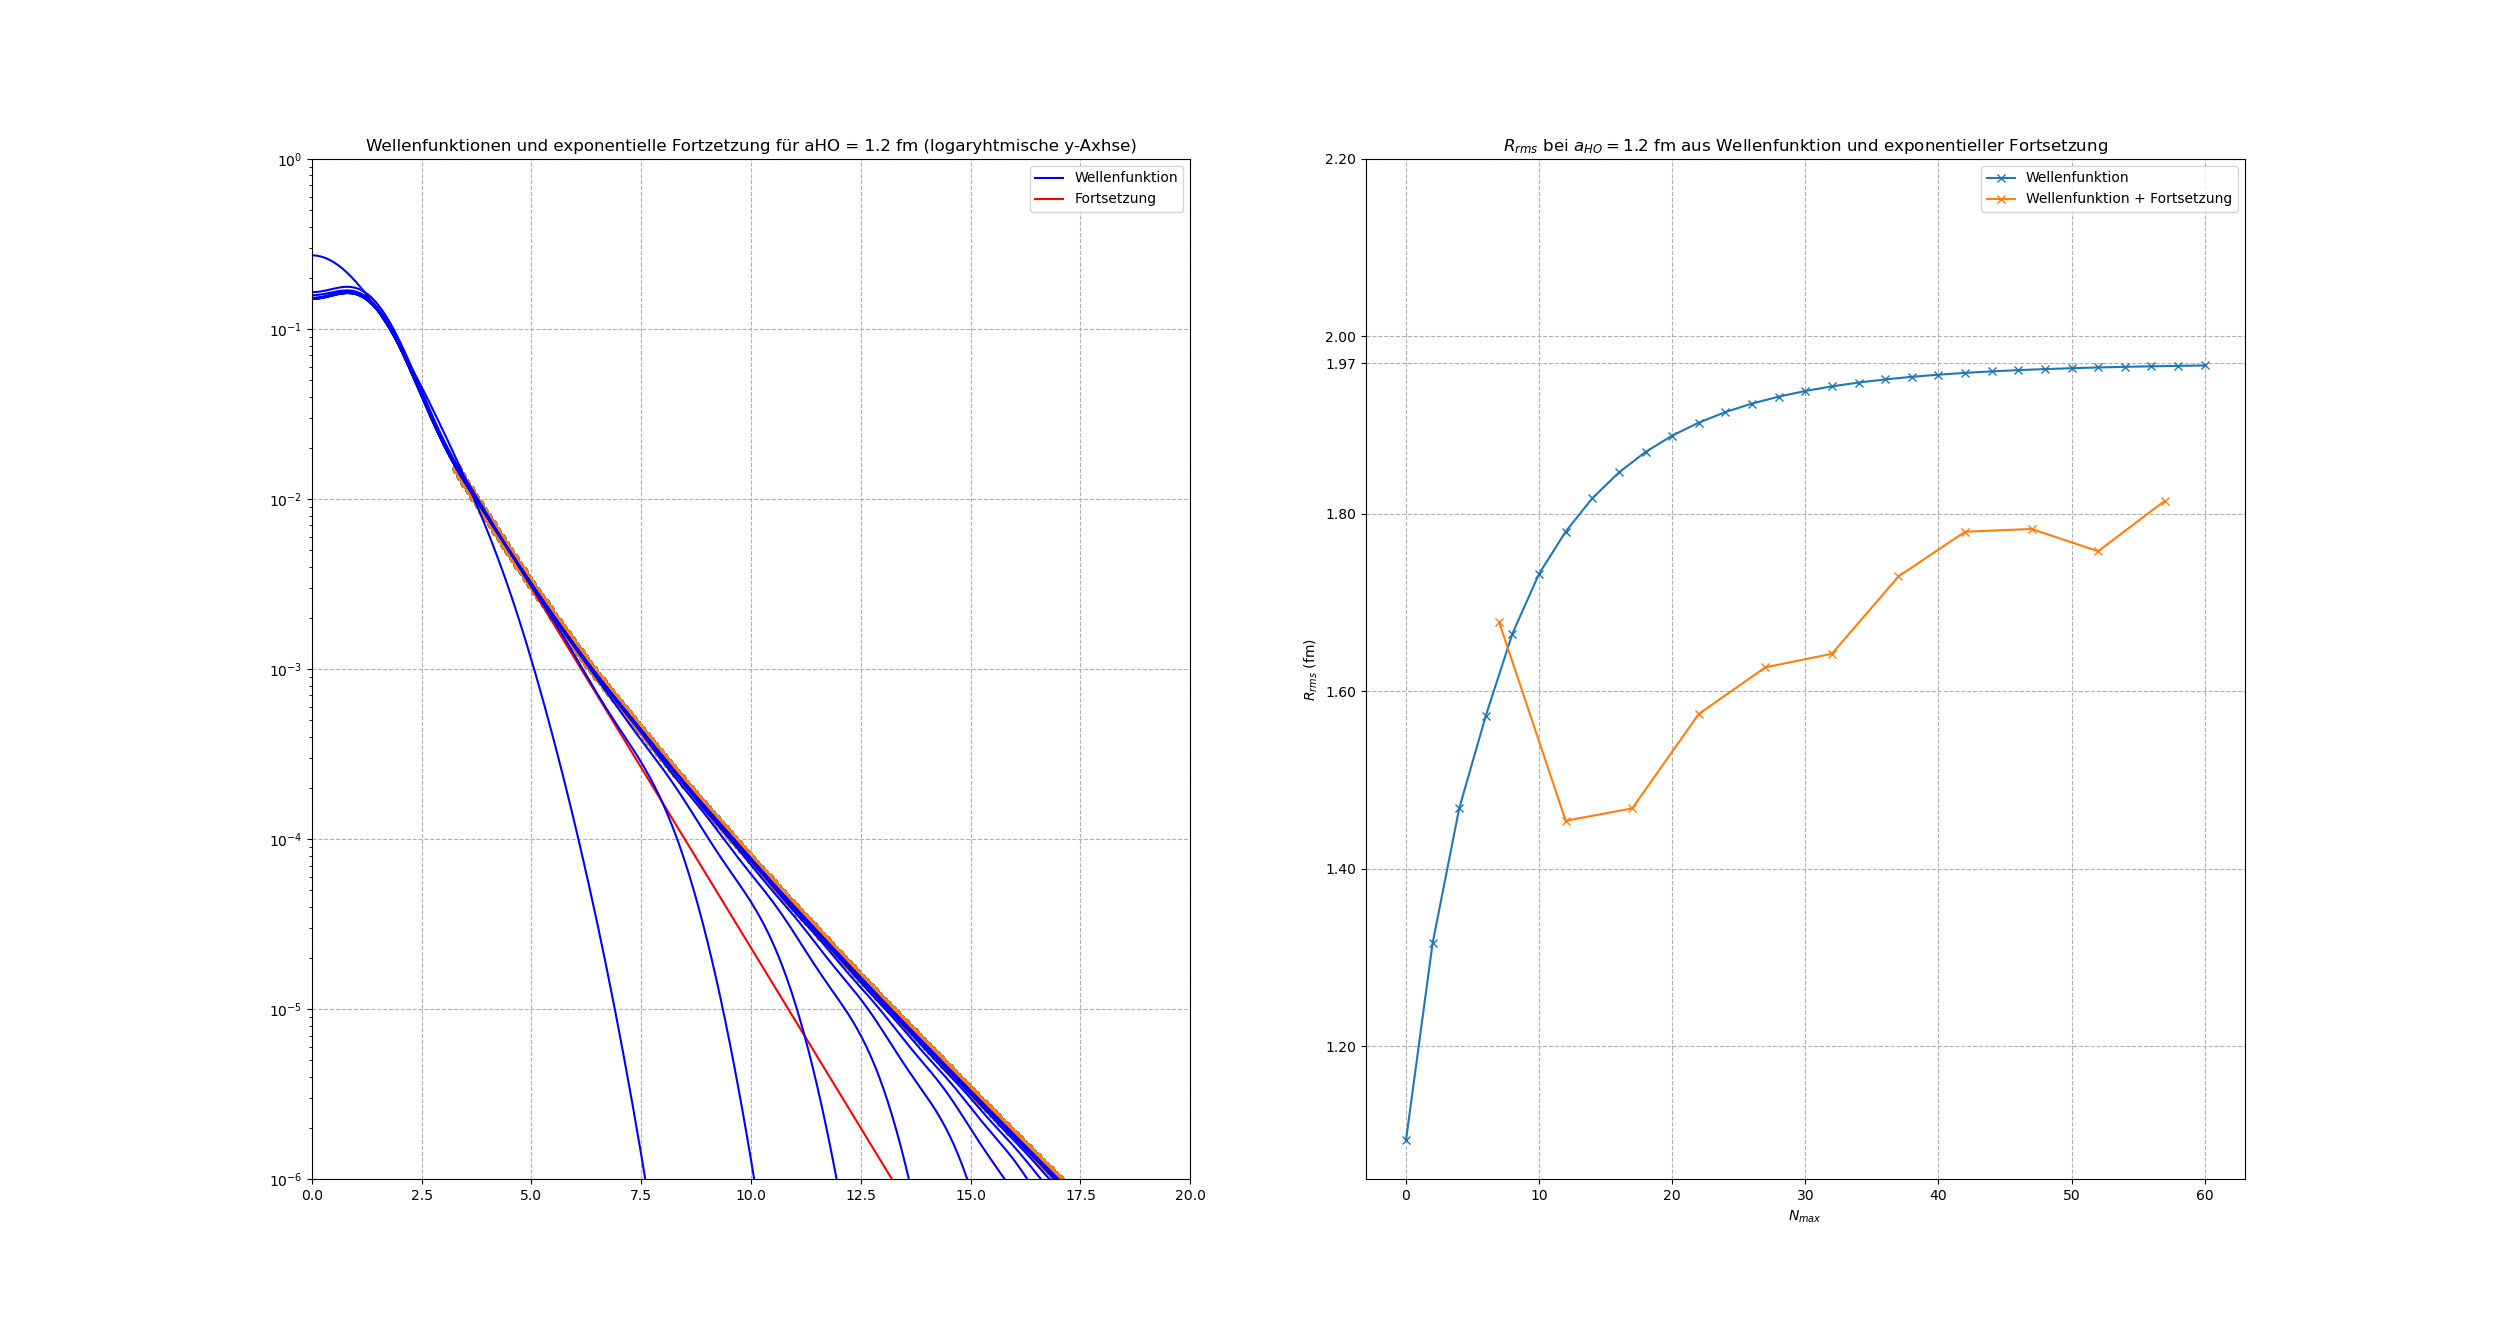 Wellenfunktionen und exponentielle Fortzetzung für aHO = 1.2 fm (logaryhtmische y-Axhse)
10⁰
10⁻¹
10⁻²
10⁻³
10⁻⁴
10⁻⁵
10⁻⁶
0.0 2.5 5.0 7.5 10.0 12.5 15.0 17.5 20.0
Wellenfunktion
Fortsetzung
R_rms bei a_HO = 1.2 fm aus Wellenfunktion und exponentieller Fortsetzung
2.20
2.00
1.97
1.80
1.60
1.40
1.20
R_rms (fm)
0 10 20 30 40 50 60
N_max
Wellenfunktion
Wellenfunktion + Fortsetzung